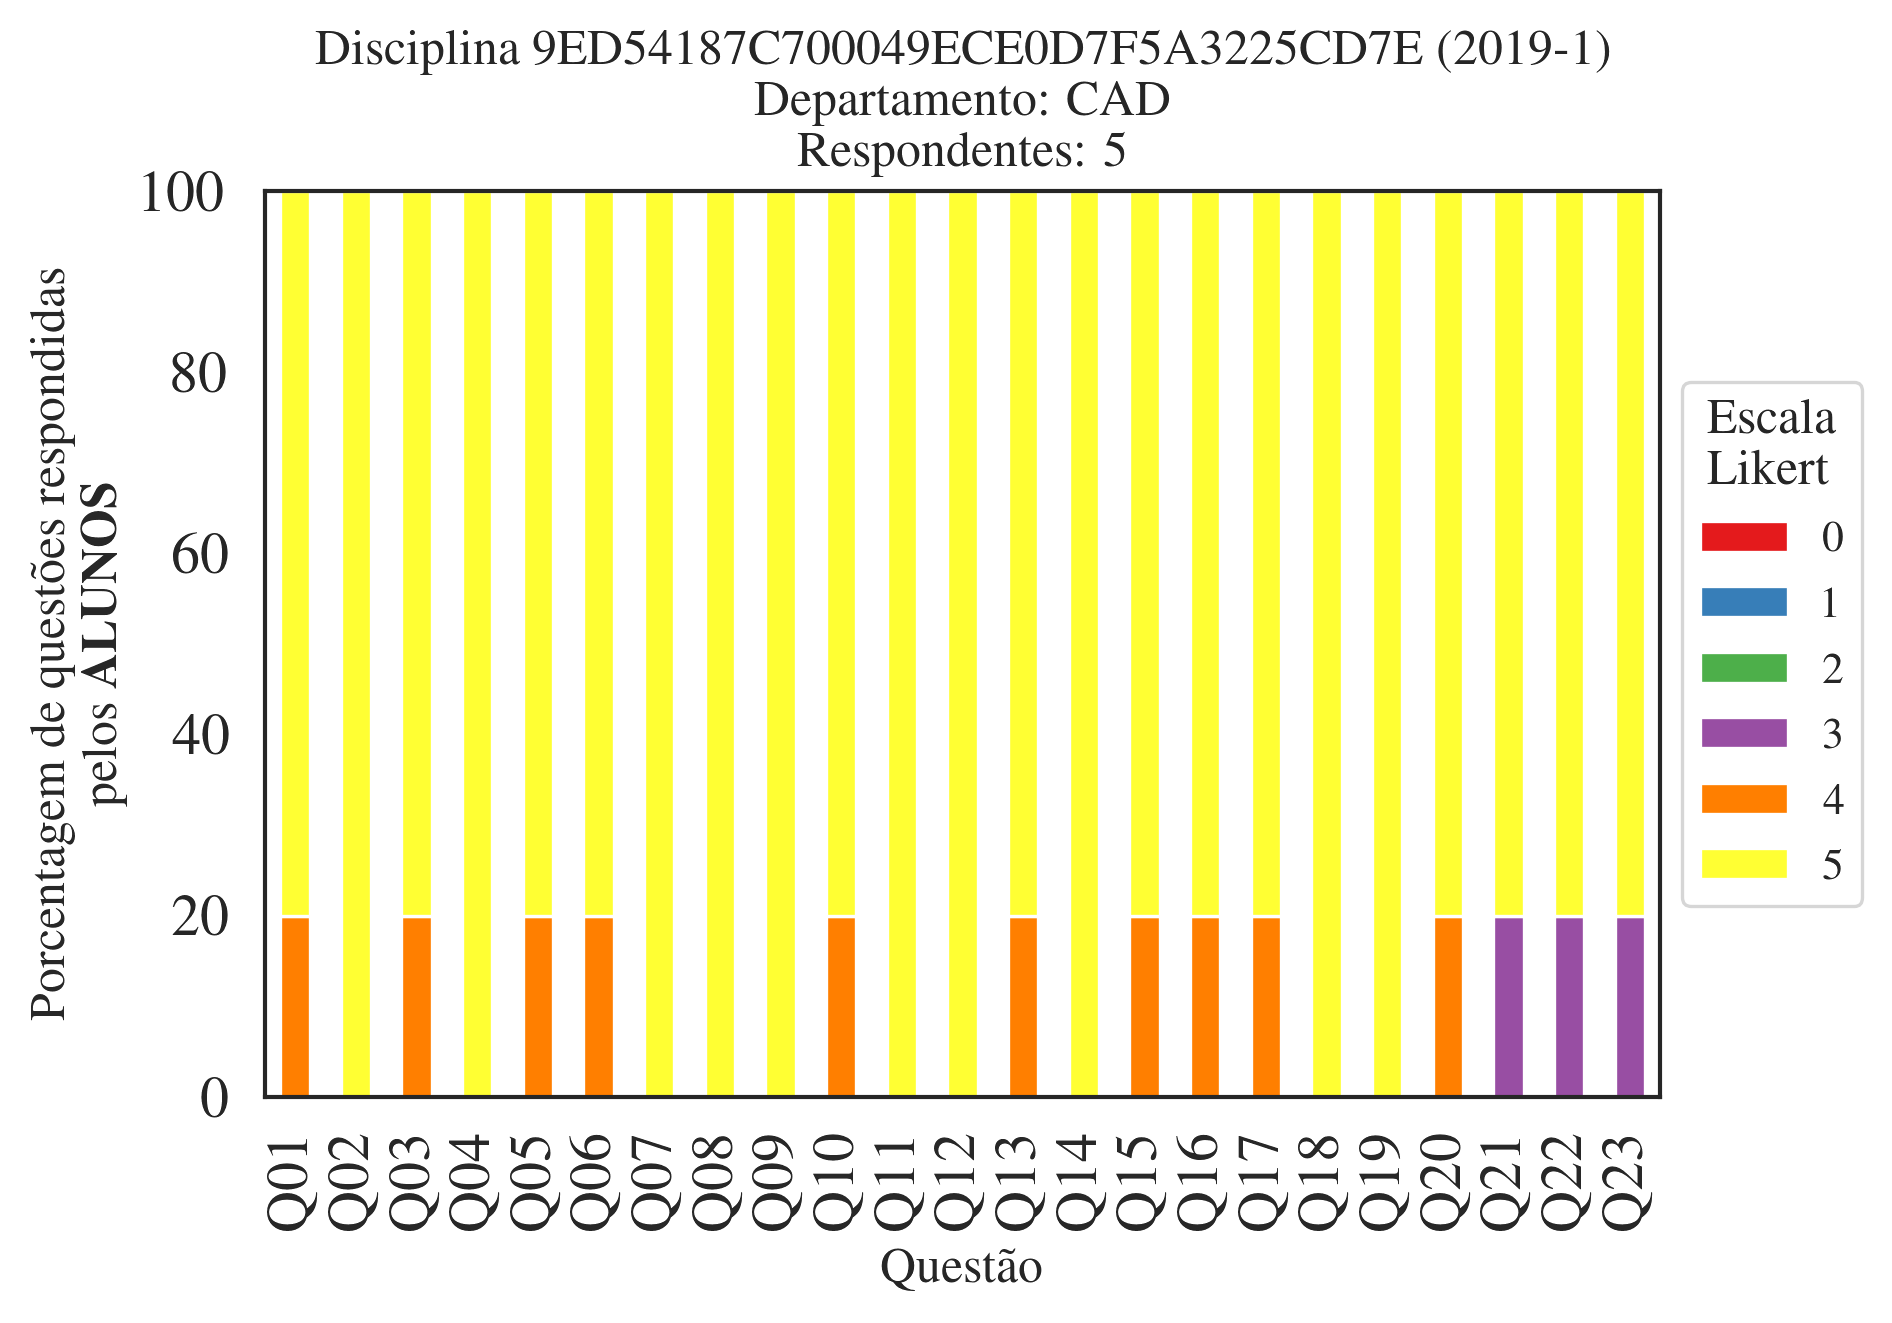 Disciplina 9ED54187C700049ECE0D7F5A3225CD7E (2019-1)
Departamento: CAD
Respondentes: 5
Porcentagem de questões respondidas
pelos ALUNOS
100
80
60
40
20
0
Q01
Q02
Q03
Q04
Q05
Q06
Q07
Q08
Q09
Q10
Q11
Q12
Q13
Q14
Q15
Q16
Q17
Q18
Q19
Q20
Q21
Q22
Q23
Questão
Escala
Likert
0
1
2
3
4
5